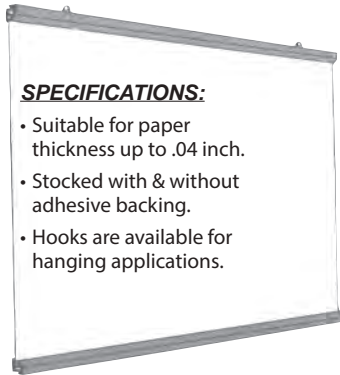 SPECIFICATIONS:
• Suitable for paper
thickness up to .04 inch.
• Stocked with & without
adhesive backing.
• Hooks are available for
hanging applications.